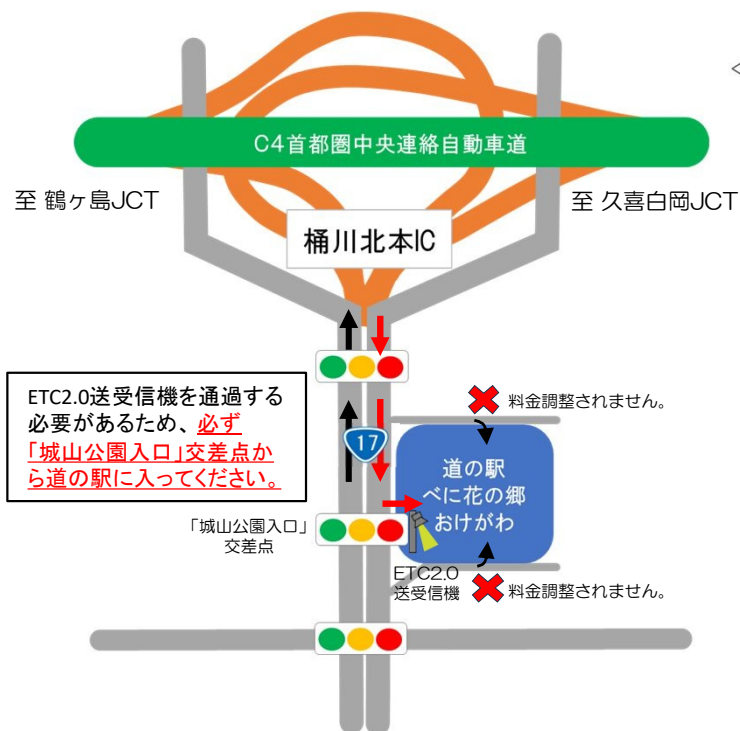 <
C4首都圏中央連絡自動車道
至 鶴ヶ島JCT
至 久喜白岡JCT
桶川北本IC
ETC2.0送受信機を通過する
必要があるため、必ず
「城山公園入口」交差点か
ら道の駅に入ってください。
17
料金調整されません。
道の駅
べに花の郷
おけがわ
「城山公園入口」
交差点
ETC2.0
送受信機
料金調整されません。